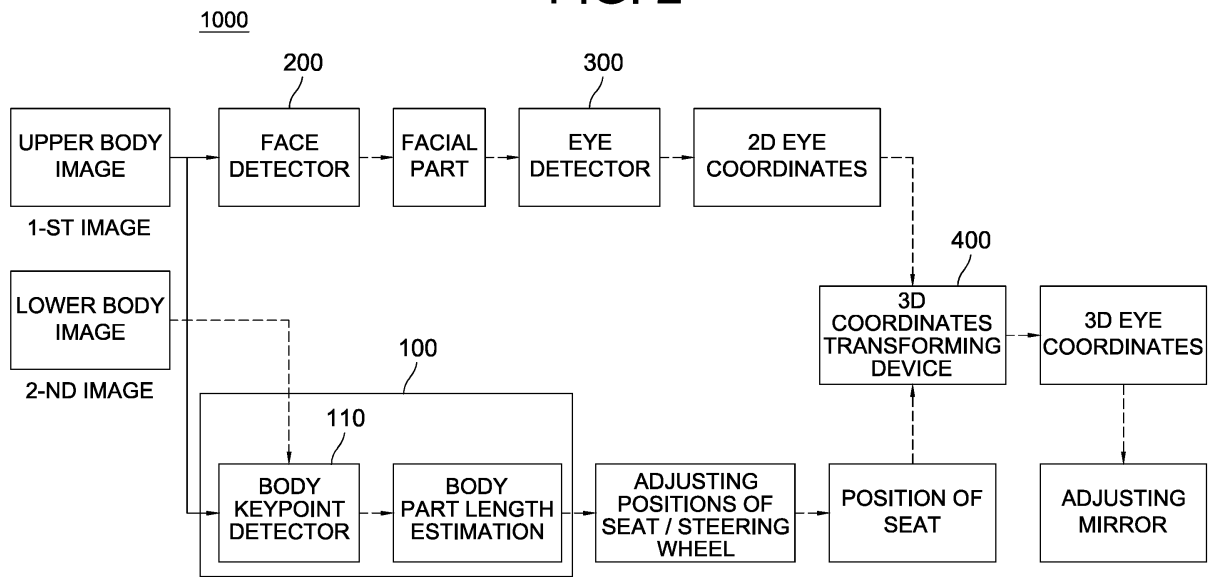 1000
200
300
UPPER BODY
IMAGE
FACE
DETECTOR
FACIAL
PART
EYE
DETECTOR
2D EYE
COORDINATES
1-ST IMAGE
LOWER BODY
IMAGE
2-ND IMAGE
400
3D
COORDINATES
TRANSFORMING
DEVICE
3D EYE
COORDINATES
100
110
BODY
KEYPOINT
DETECTOR
BODY
PART LENGTH
ESTIMATION
ADJUSTING
POSITIONS OF
SEAT / STEERING
WHEEL
POSITION OF
SEAT
ADJUSTING
MIRROR